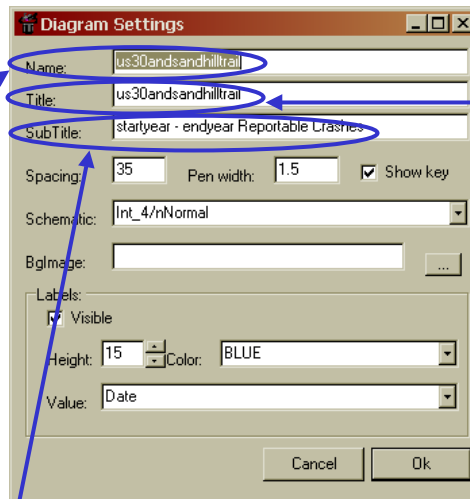 Diagram Settings
Name: us30andsandhilltrail
Title: us30andsandhilltrail
SubTitle: startyear - endyear Reportable Crashes
Spacing: 35 Pen width: 1.5 Show key
Schematic: Int_4/nNormal
BgImage: ...
Labels:
Visible
Height: 15 Color: BLUE
Value: Date
Cancel Ok